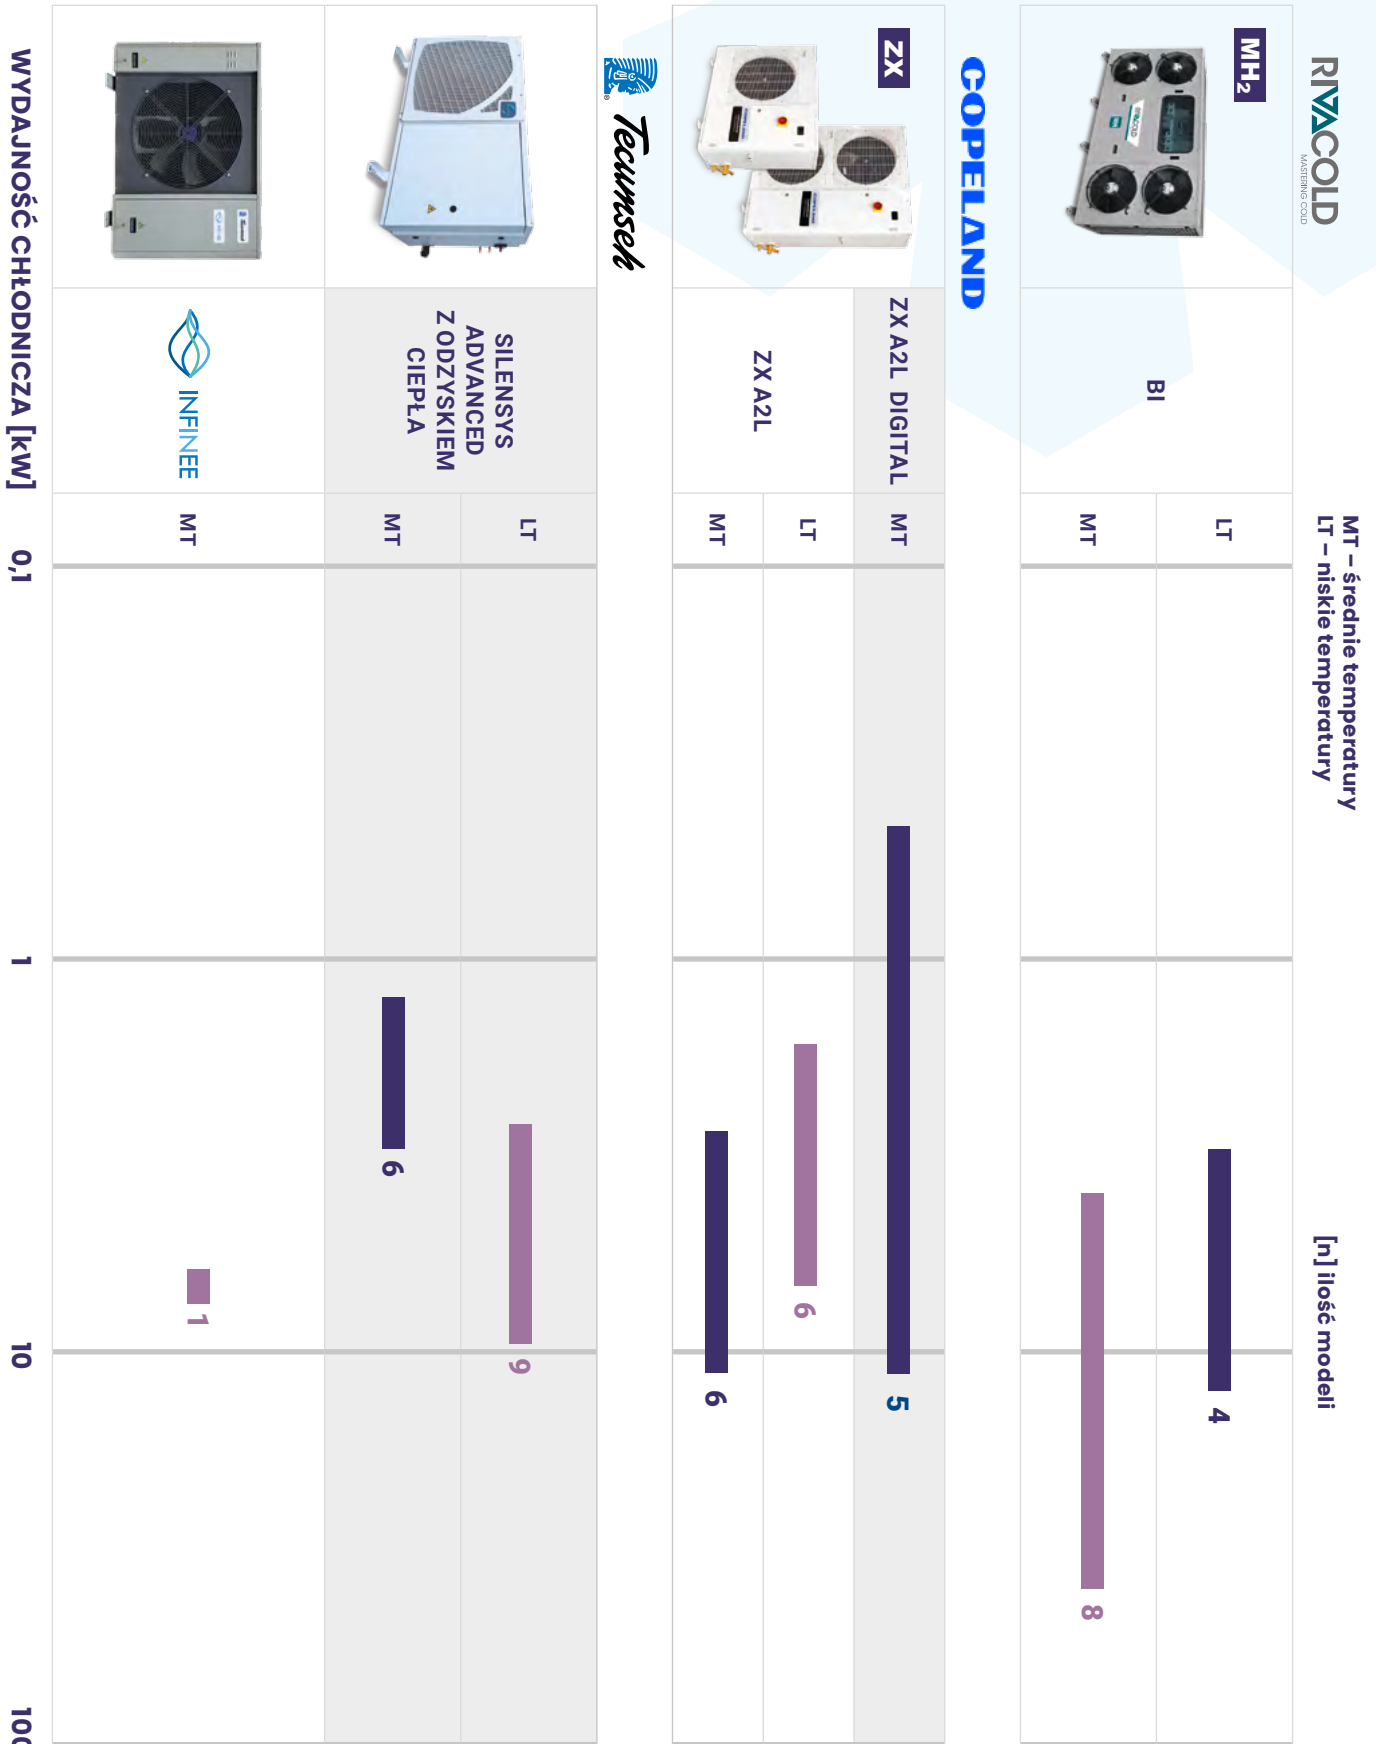 RIVACOLD
MASTERING COLD
MT – średnie temperatury
LT – niskie temperatury
[n] ilość modeli
MH₂
BI
LT
4
MT
8
COPELAND
ZX
ZX A2L DIGITAL
MT
5
ZX A2L
LT
6
MT
6
Tecumseh
®
SILENSYS
ADVANCED
Z ODZYSKIEM
CIEPŁA
LT
9
MT
6
INFINEE
MT
1
WYDAJNOŚĆ CHŁODNICZA [kW]
0,1
1
10
100